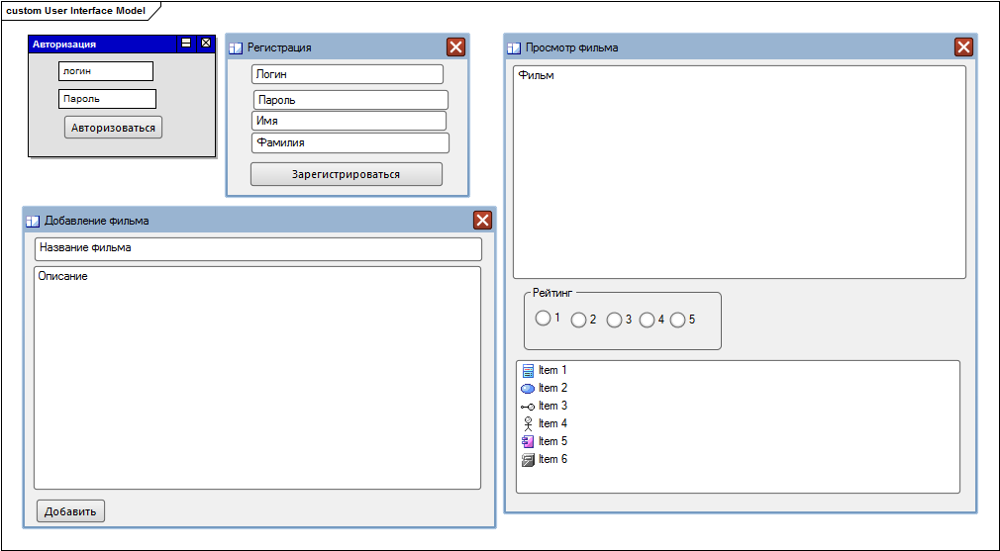 custom User Interface Model
Авторизация
логин
Пароль
Авторизоваться
Регистрация
Логин
Пароль
Имя
Фамилия
Зарегистрироваться
Добавление фильма
Название фильма
Описание
Добавить
Просмотр фильма
Фильм
Рейтинг
1 2 3 4 5
Item 1
Item 2
Item 3
Item 4
Item 5
Item 6